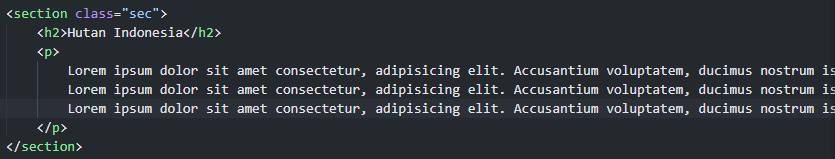 <section class="sec">
<h2>Hutan Indonesia</h2>
<p>
Lorem ipsum dolor sit amet consectetur, adipisicing elit. Accusantium voluptatem, ducimus nostrum is
Lorem ipsum dolor sit amet consectetur, adipisicing elit. Accusantium voluptatem, ducimus nostrum is
Lorem ipsum dolor sit amet consectetur, adipisicing elit. Accusantium voluptatem, ducimus nostrum is
</p>
</section>